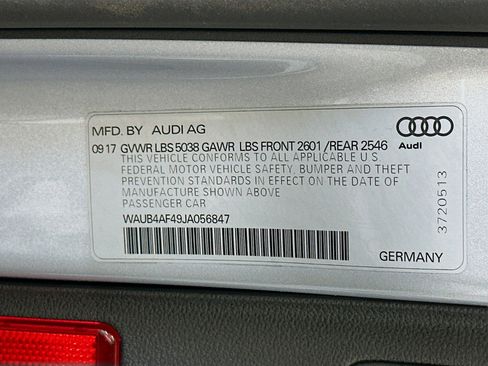 MFD. BY AUDI AG
09 17 GVWR LBS 5038 GAWR LBS FRONT 2601 /REAR 2546
THIS VEHICLE CONFORMS TO ALL APPLICABLE U S
FEDERAL MOTOR VEHICLE SAFETY, BUMPER AND THEFT
PREVENTION STANDARDS IN EFFECT ON THE DATE
OF MANUFACTURE SHOWN ABOVE
PASSENGER CAR
WAUB4AF49JA056847
GERMANY
Audi
3720513